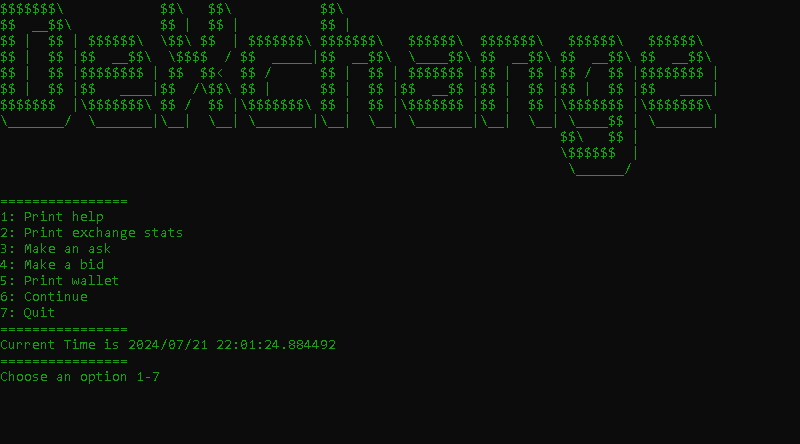 Dexchange
================
1: Print help
2: Print exchange stats
3: Make an ask
4: Make a bid
5: Print wallet
6: Continue
7: Quit
================
Current Time is 2024/07/21 22:01:24.884492
================
Choose an option 1-7